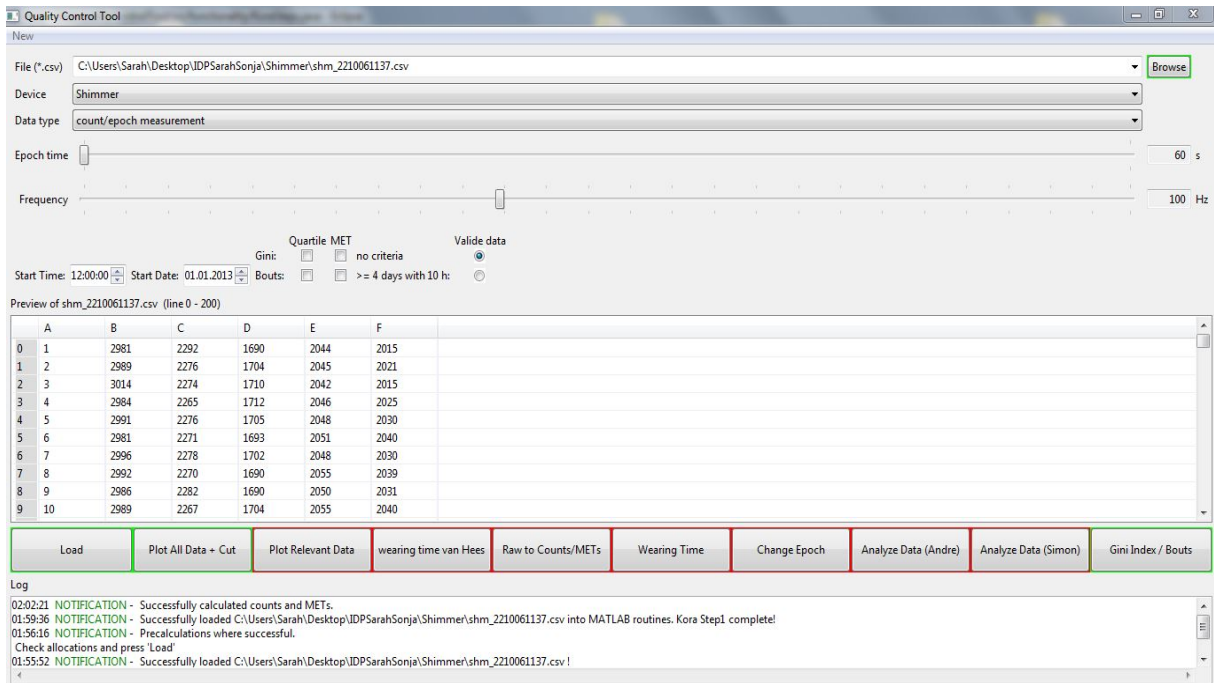 Quality Control Tool
New
File (*.csv) C:\Users\Sarah\Desktop\IDPSarahSonja\Shimmer\shm_2210061137.csv Browse
Device Shimmer
Data type count/epoch measurement
Epoch time 60 s
Frequency 100 Hz
Quartile MET Valide data
Gini: no criteria
Start Time: 12:00:00 Start Date: 01.01.2013 Bouts: >= 4 days with 10 h:
Preview of shm_2210061137.csv (line 0 - 200)
A B C D E F
0 1 2981 2292 1690 2044 2015
1 2 2989 2276 1704 2045 2021
2 3 3014 2274 1710 2042 2015
3 4 2984 2265 1712 2046 2025
4 5 2991 2276 1705 2048 2030
5 6 2981 2271 1693 2051 2040
6 7 2996 2278 1702 2048 2030
7 8 2992 2270 1690 2055 2039
8 9 2986 2282 1690 2050 2031
9 10 2989 2267 1704 2055 2040
Load Plot All Data + Cut Plot Relevant Data wearing time van Hees Raw to Counts/METs Wearing Time Change Epoch Analyze Data (Andre) Analyze Data (Simon) Gini Index / Bouts
Log
02:02:21 NOTIFICATION - Successfully calculated counts and METs.
01:59:36 NOTIFICATION - Successfully loaded C:\Users\Sarah\Desktop\IDPSarahSonja\Shimmer\shm_2210061137.csv into MATLAB routines. Kora Step1 complete!
01:56:16 NOTIFICATION - Precalculations where successful.
Check allocations and press 'Load'
01:55:52 NOTIFICATION - Successfully loaded C:\Users\Sarah\Desktop\IDPSarahSonja\Shimmer\shm_2210061137.csv !